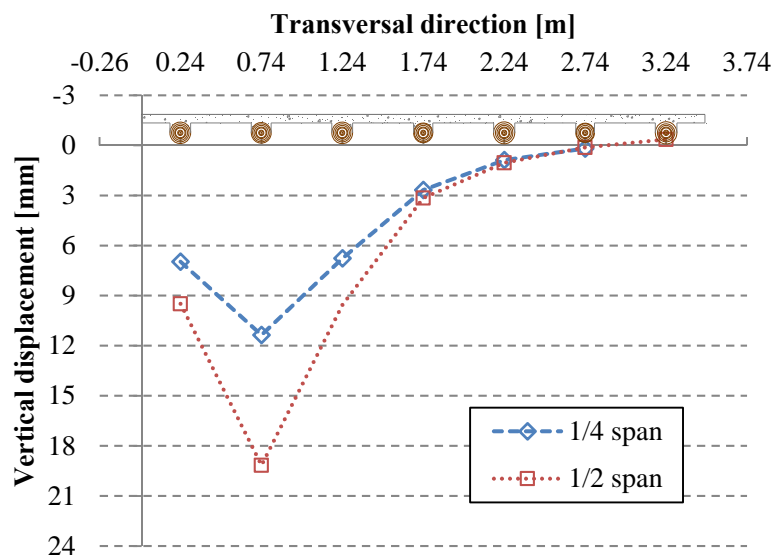 Transversal direction [m]
-0.26 0.24 0.74 1.24 1.74 2.24 2.74 3.24 3.74
-3
0
3
6
9
12
15
18
21
24
Vertical displacement [mm]
1/4 span
1/2 span